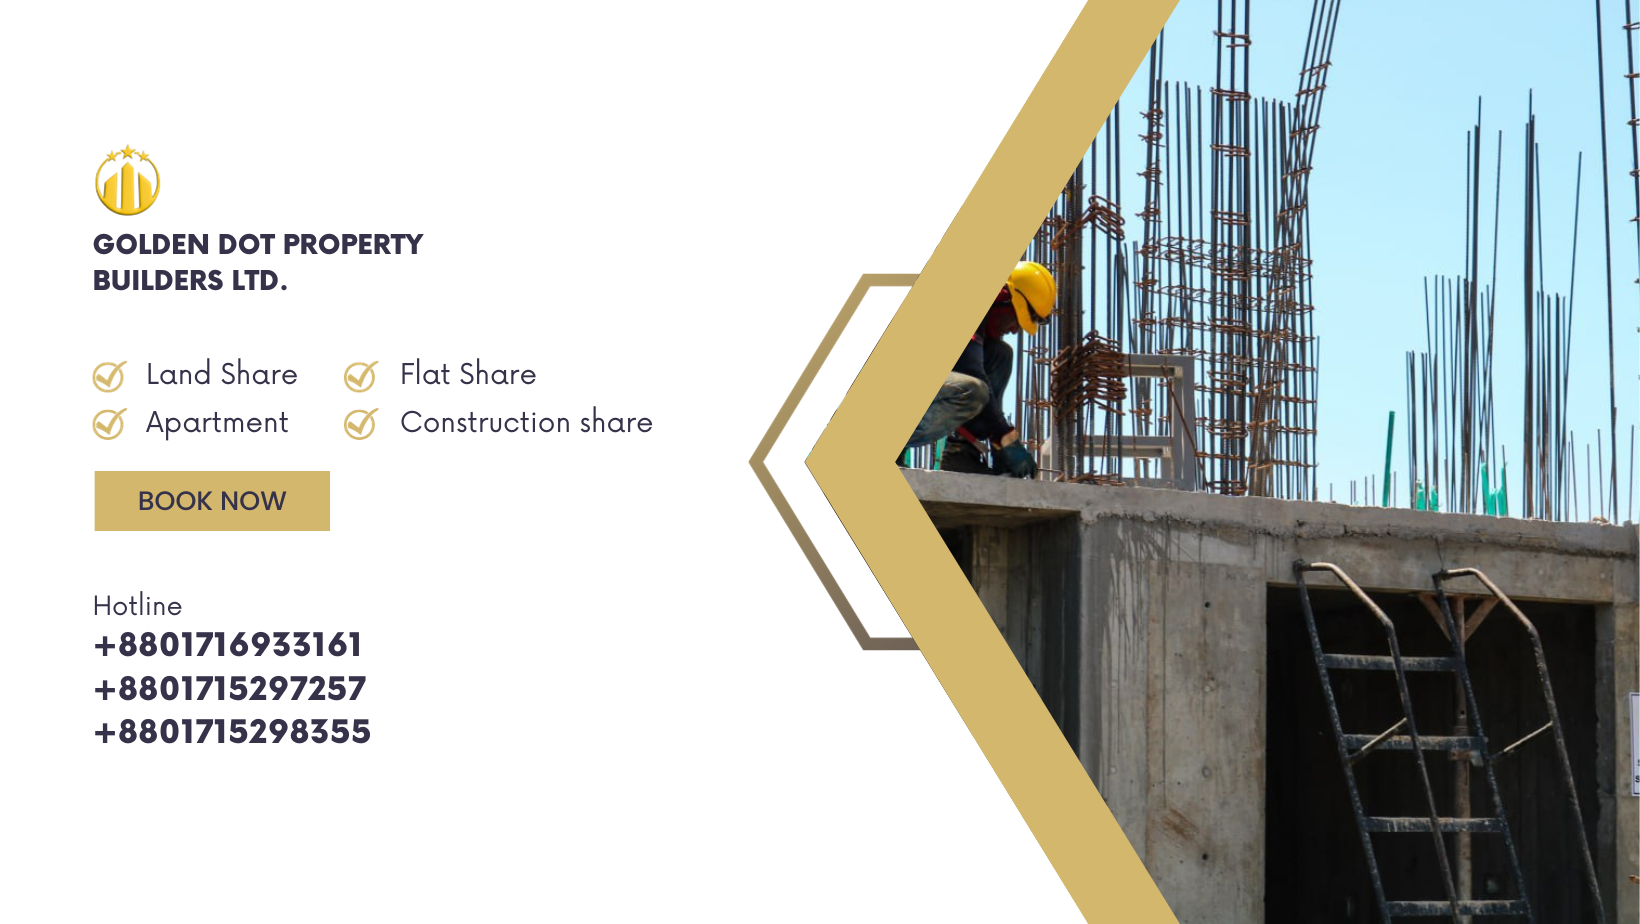 GOLDEN DOT PROPERTY
BUILDERS LTD.
Land Share
Flat Share
Apartment
Construction share
BOOK NOW
Hotline
+8801716933161
+8801715297257
+8801715298355